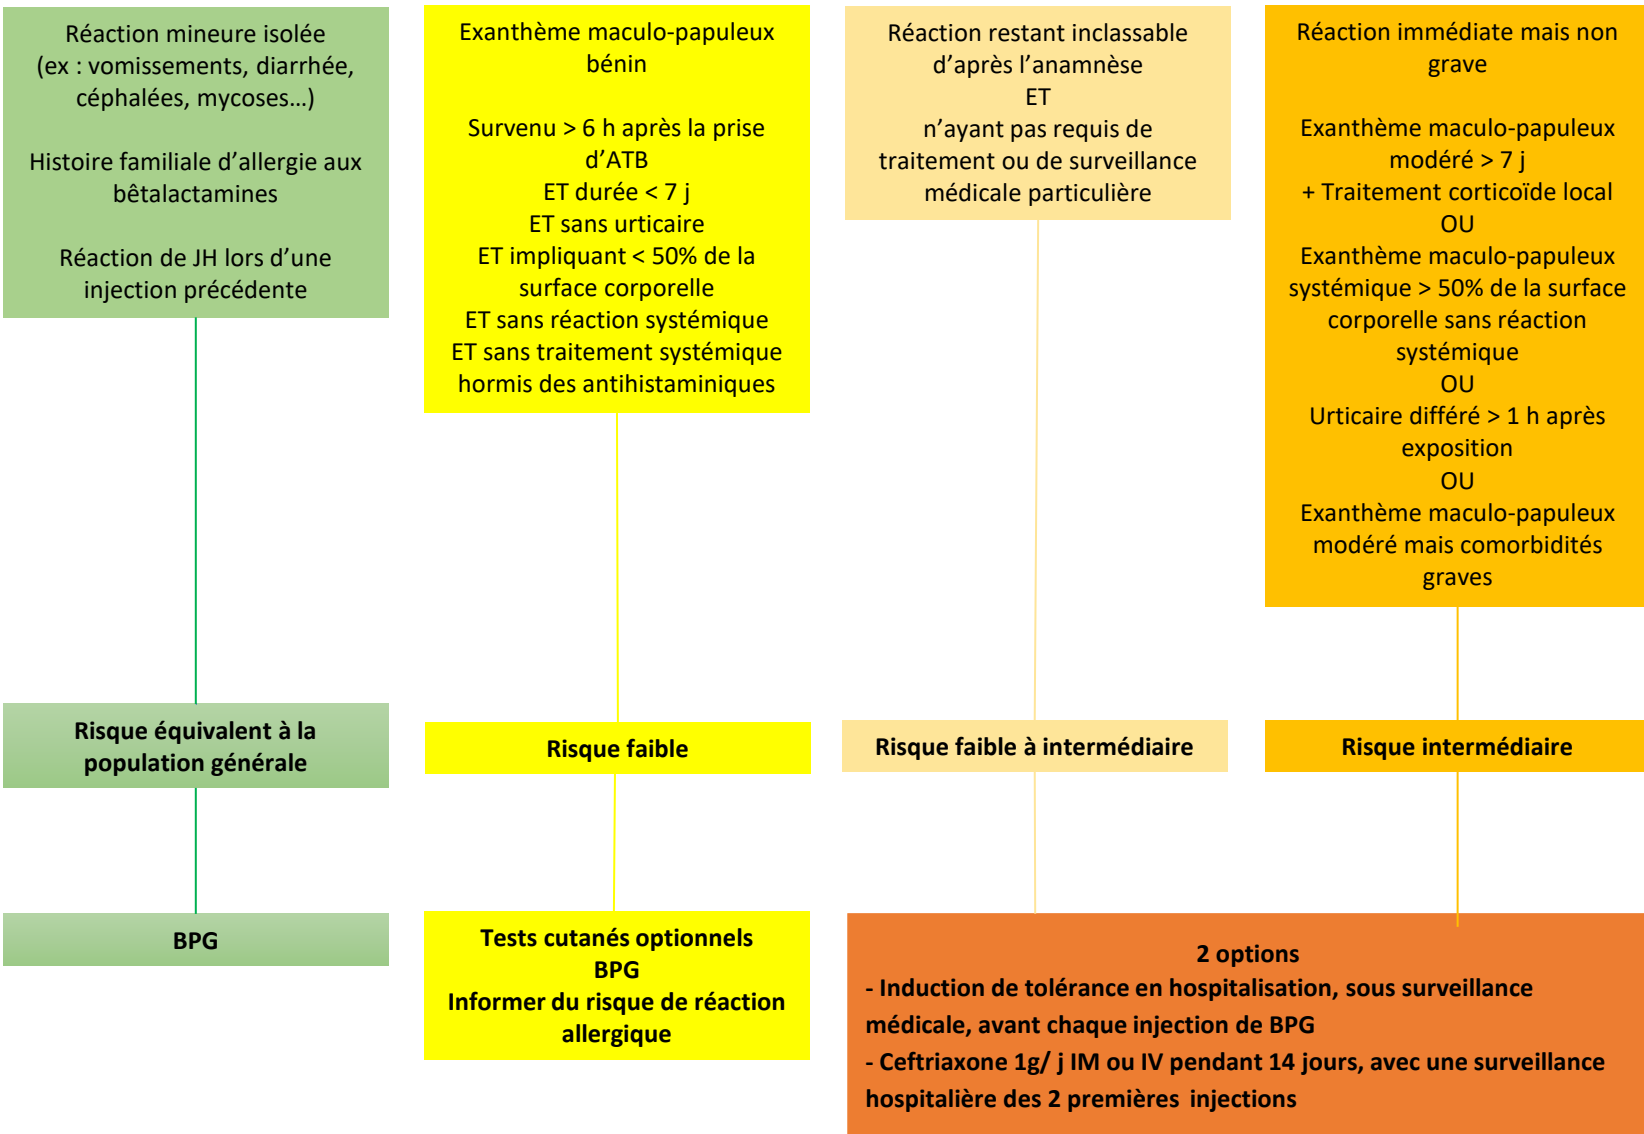 Réaction mineure isolée
(ex : vomissements, diarrhée,
céphalées, mycoses…)
Histoire familiale d’allergie aux
bêtalactamines
Réaction de JH lors d’une
injection précédente
Exanthème maculo-papuleux
bénin
Survenu > 6 h après la prise
d’ATB
ET durée < 7 j
ET sans urticaire
ET impliquant < 50% de la
surface corporelle
ET sans réaction systémique
ET sans traitement systémique
hormis des antihistaminiques
Réaction restant inclassable
d’après l’anamnèse
ET
n’ayant pas requis de
traitement ou de surveillance
médicale particulière
Réaction immédiate mais non
grave
Exanthème maculo-papuleux
modéré > 7 j
+ Traitement corticoïde local
OU
Exanthème maculo-papuleux
systémique > 50% de la surface
corporelle sans réaction
systémique
OU
Urticaire différé > 1 h après
exposition
OU
Exanthème maculo-papuleux
modéré mais comorbidités
graves
Risque équivalent à la
population générale
Risque faible
Risque faible à intermédiaire
Risque intermédiaire
BPG
Tests cutanés optionnels
BPG
Informer du risque de réaction
allergique
2 options
- Induction de tolérance en hospitalisation, sous surveillance
médicale, avant chaque injection de BPG
- Ceftriaxone 1g/ j IM ou IV pendant 14 jours, avec une surveillance
hospitalière des 2 premières injections